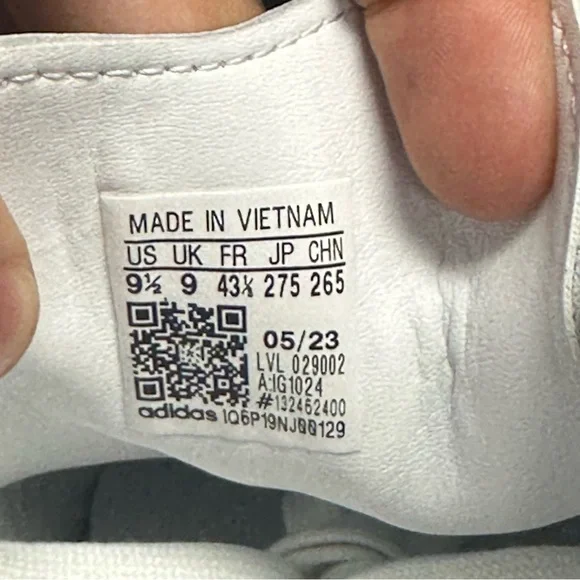 MADE IN VIETNAM
US UK FR JP CHN
9½ 9 43⅓ 275 265
05/23
LVL 029002
A:IG1024
#132462400
adidas 1Q6P19NJ00129